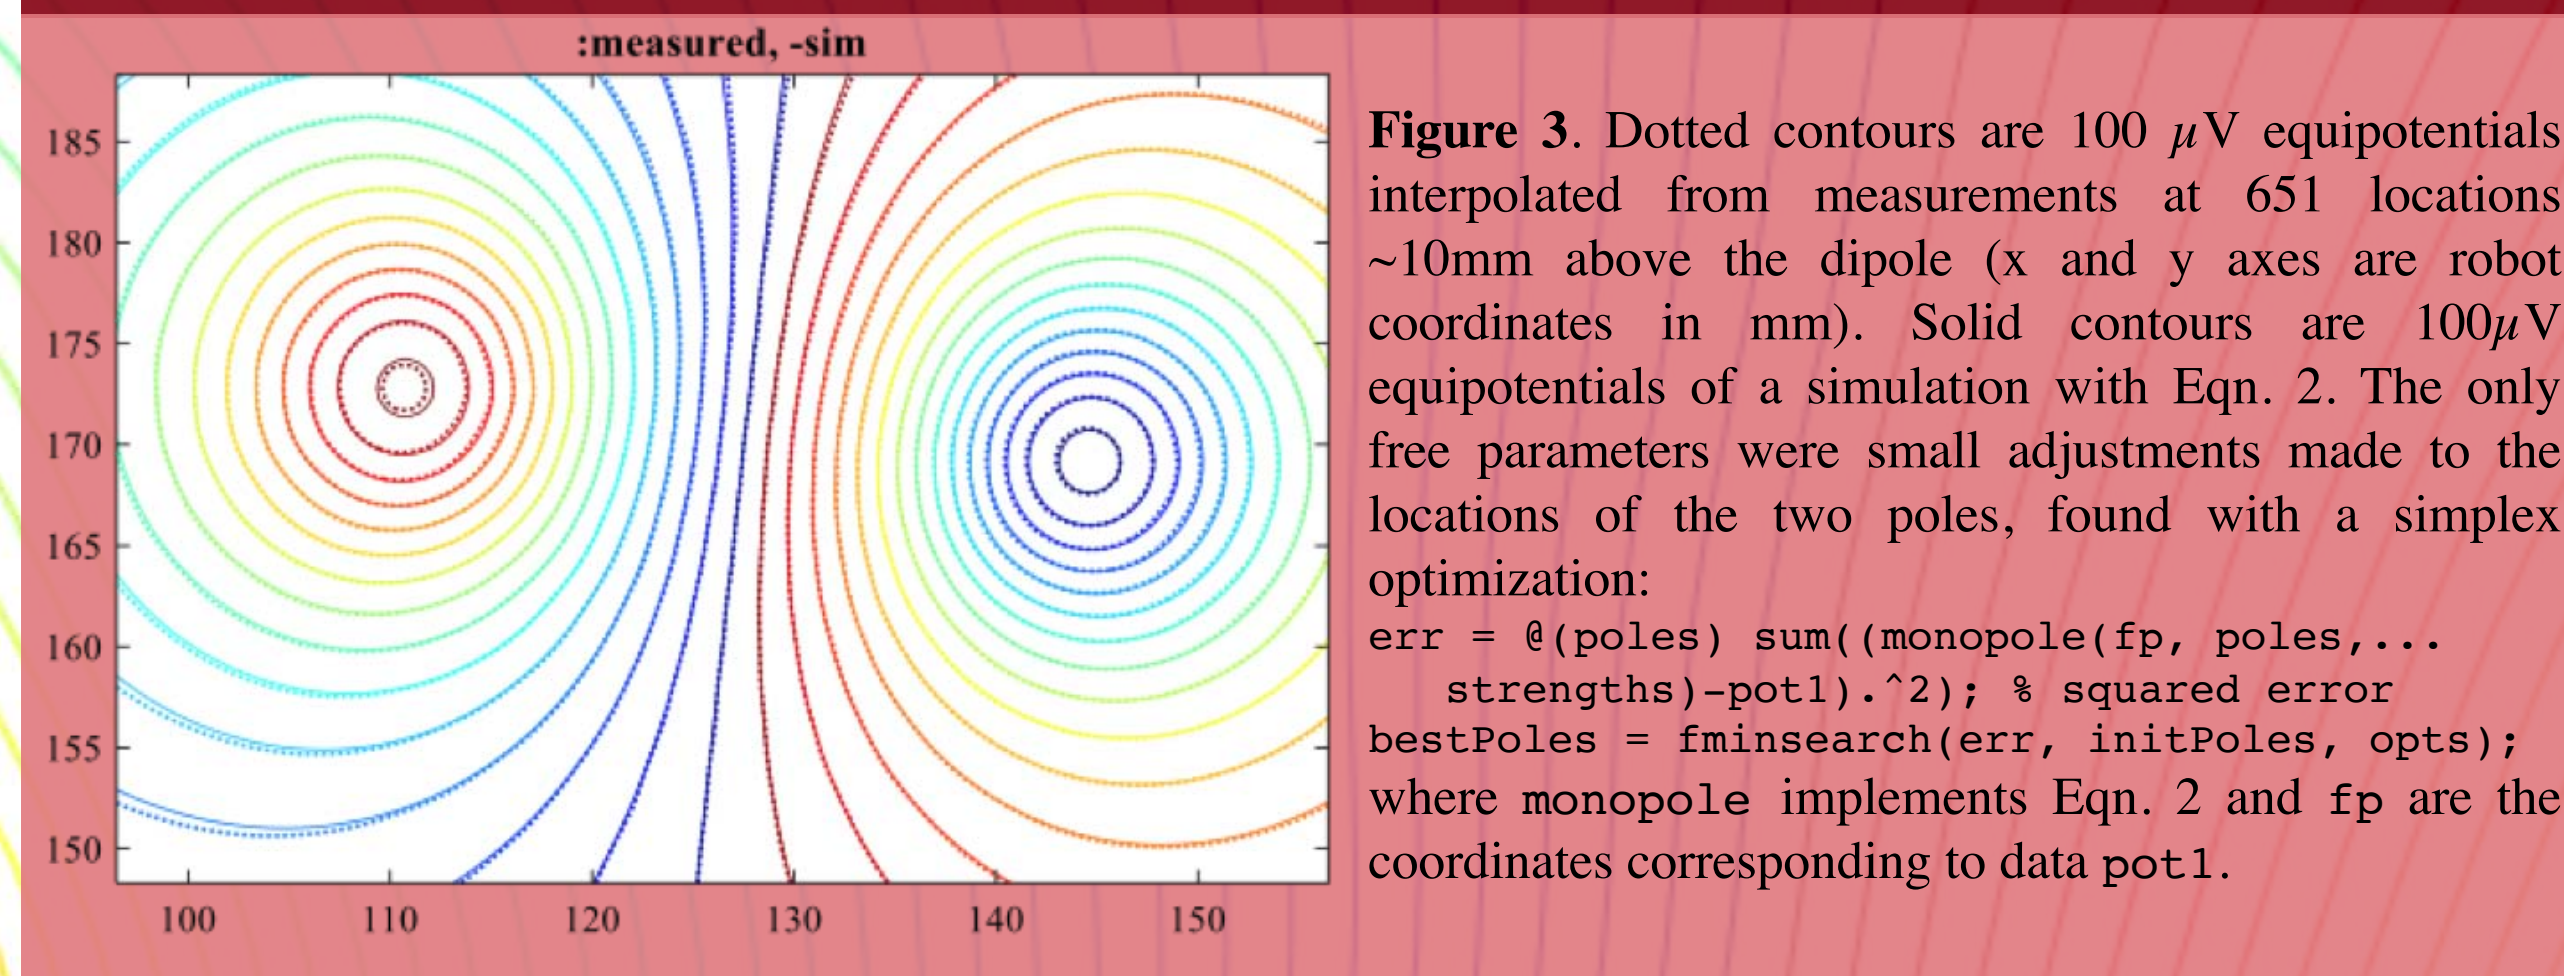 :measured, -sim
185
180
175
170
165
160
155
150
100 110 120 130 140 150
Figure 3. Dotted contours are 100 µV equipotentials
interpolated from measurements at 651 locations
~10mm above the dipole (x and y axes are robot
coordinates in mm). Solid contours are 100µV
equipotentials of a simulation with Eqn. 2. The only
free parameters were small adjustments made to the
locations of the two poles, found with a simplex
optimization:
err = @(poles) sum((monopole(fp, poles,...
strengths)-pot1).^2); % squared error
bestPoles = fminsearch(err, initPoles, opts);
where monopole implements Eqn. 2 and fp are the
coordinates corresponding to data pot1.